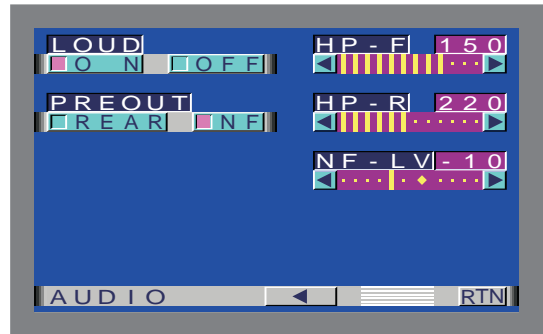 LOUD HP-F 150
ON OFF
PREOUT HP-R 220
REAR NF
NF-LV -10
AUDIO RTN